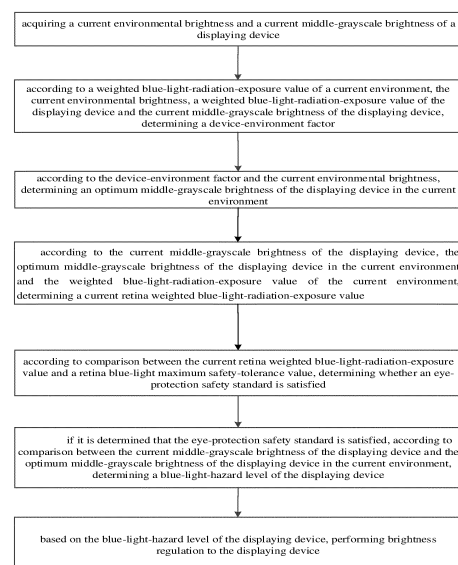 acquiring a current environmental brightness and a current middle-grayscale brightness of a
displaying device
according to a weighted blue-light-radiation-exposure value of a current environment, the
current environmental brightness, a weighted blue-light-radiation-exposure value of the
displaying device and the current middle-grayscale brightness of the displaying device,
determining a device-environment factor
according to the device-environment factor and the current environmental brightness,
determining an optimum middle-grayscale brightness of the displaying device in the current
environment
according to the current middle-grayscale brightness of the displaying device, the
optimum middle-grayscale brightness of the displaying device in the current environment
and the weighted blue-light-radiation-exposure value of the current environment,
determining a current retina weighted blue-light-radiation-exposure value
according to comparison between the current retina weighted blue-light-radiation-exposure
value and a retina blue-light maximum safety-tolerance value, determining whether an eye-
protection safety standard is satisfied
if it is determined that the eye-protection safety standard is satisfied, according to
comparison between the current middle-grayscale brightness of the displaying device and the
optimum middle-grayscale brightness of the displaying device in the current environment,
determining a blue-light-hazard level of the displaying device
based on the blue-light-hazard level of the displaying device, performing brightness
regulation to the displaying device